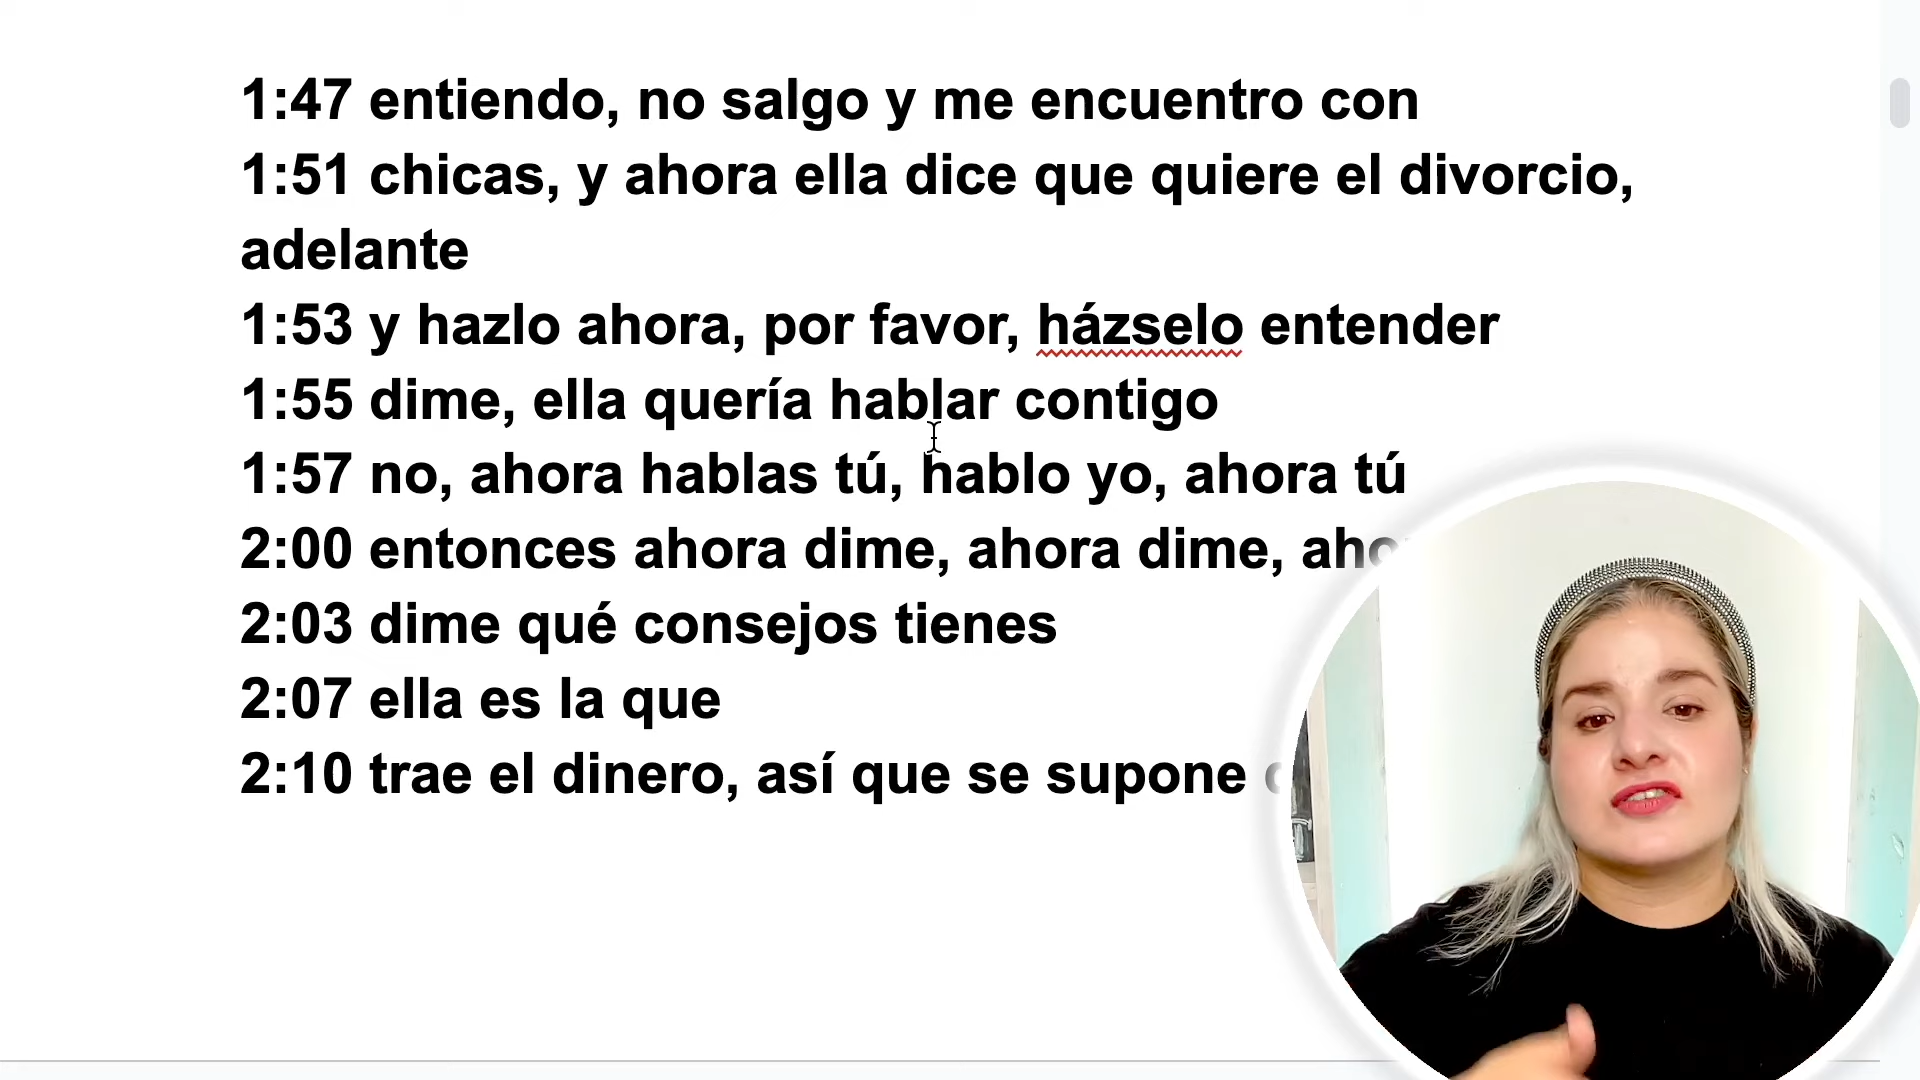 1:47 entiendo, no salgo y me encuentro con
1:51 chicas, y ahora ella dice que quiere el divorcio,
adelante
1:53 y hazlo ahora, por favor, házselo entender
1:55 dime, ella quería hablar contigo
1:57 no, ahora hablas tú, hablo yo, ahora tú
2:00 entonces ahora dime, ahora dime,
2:03 dime qué consejos tienes
2:07 ella es la que
2:10 trae el dinero, así que se supone